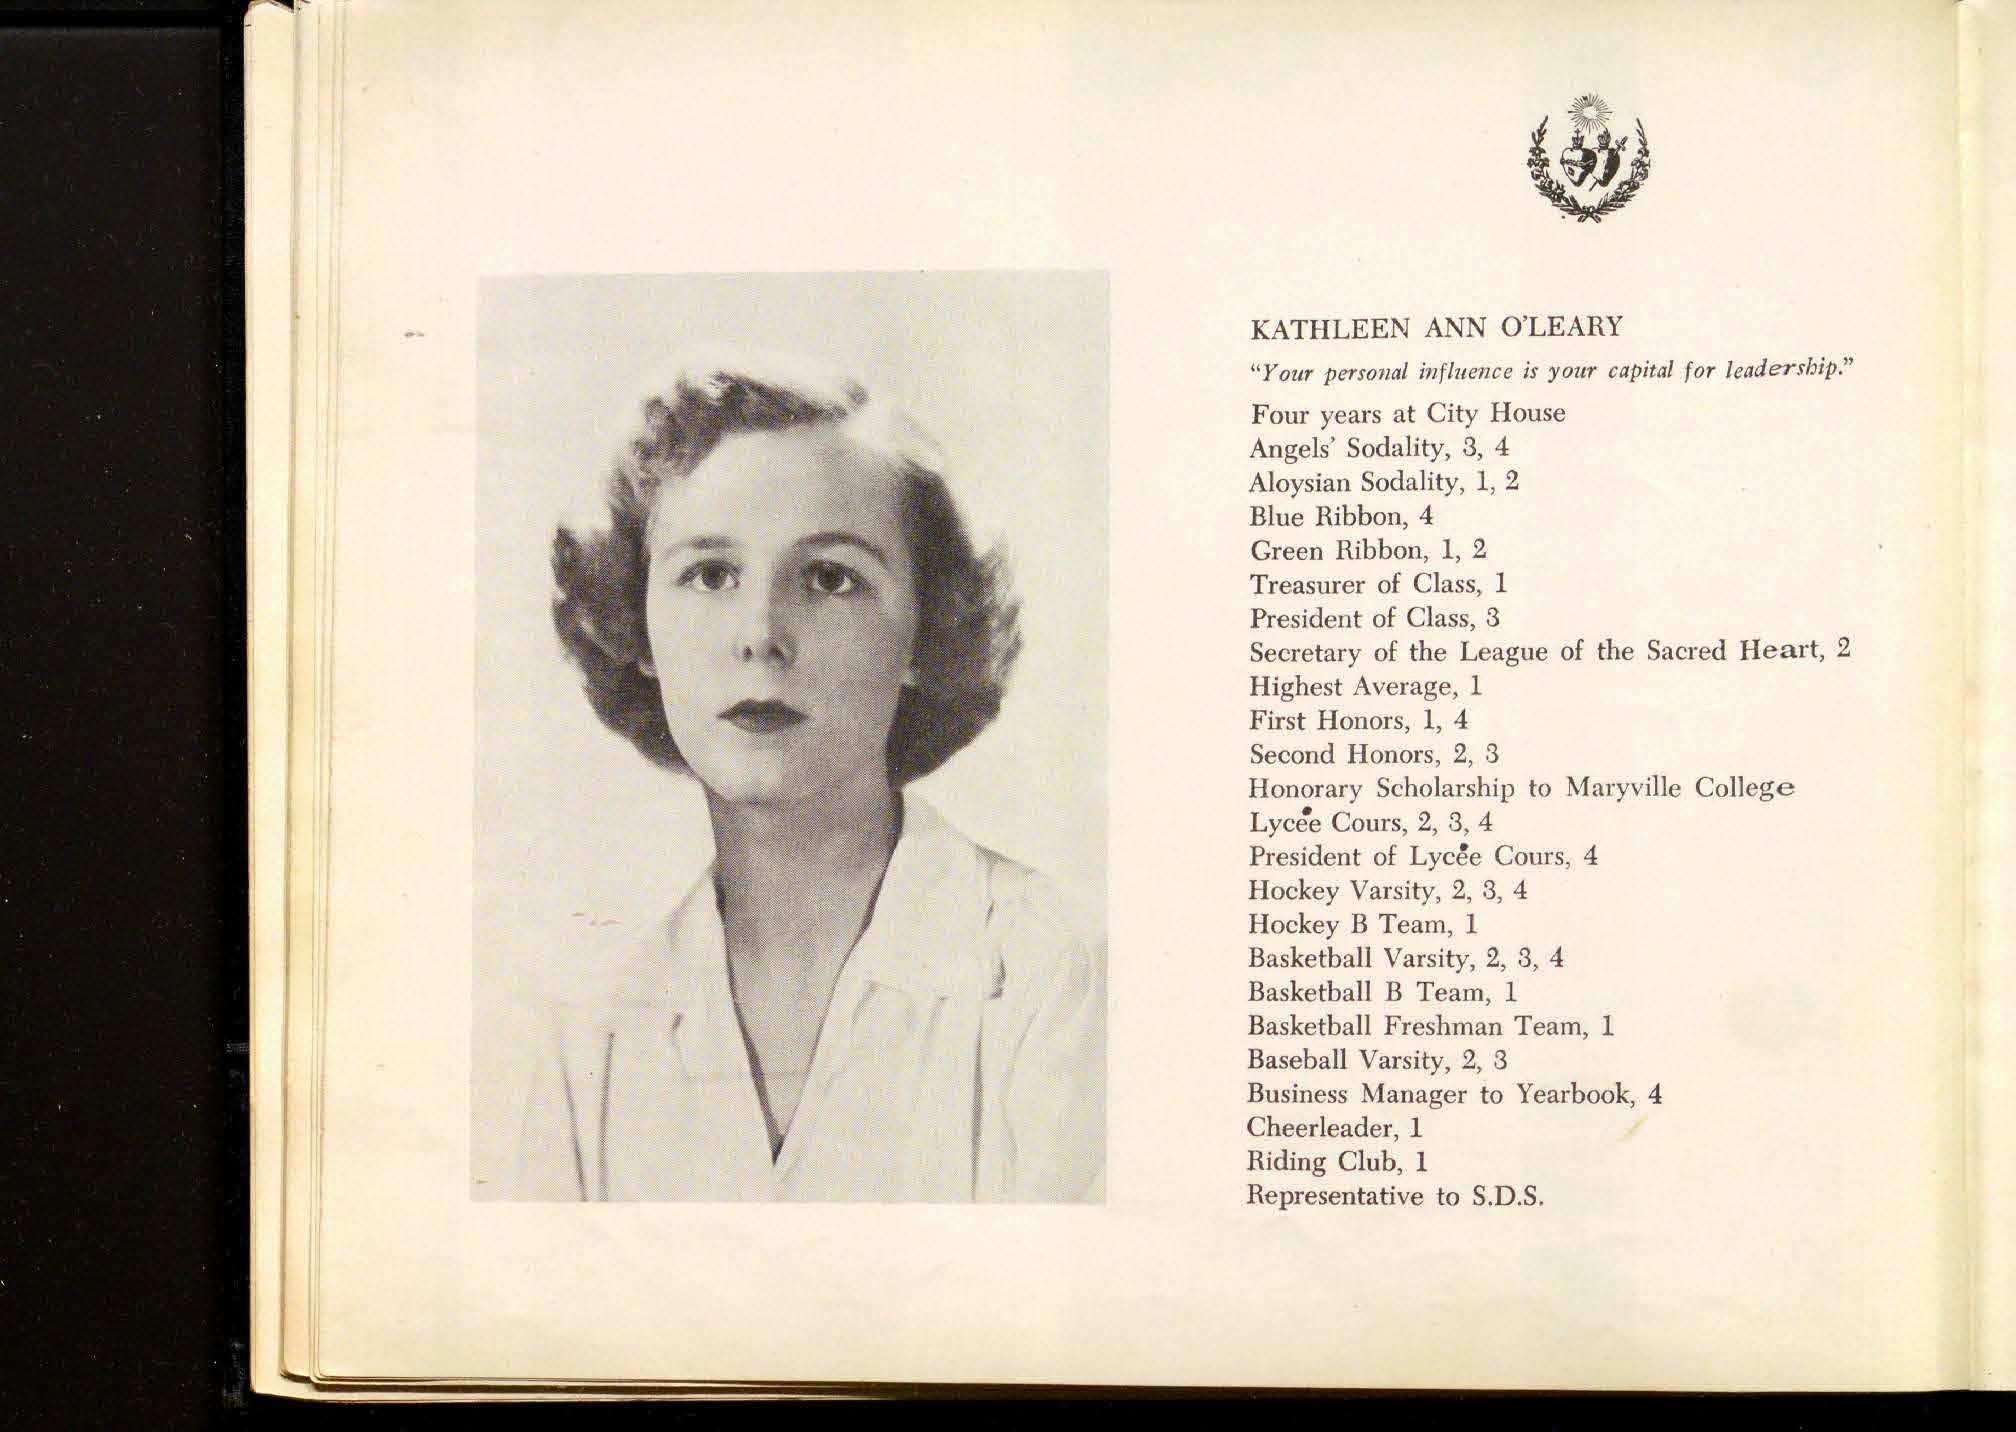 KATHLEEN ANN O'LEARY
"Your personal influence is your capital for leadership."
Four years at City House
Angels' Sodality, 3, 4
Aloysian Sodality, 1, 2
Blue Ribbon, 4
Green Ribbon, 1, 2
Treasurer of Class, 1
President of Class, 3
Secretary of the League of the Sacred Heart, 2
Highest Average, 1
First Honors, 1, 4
Second Honors, 2, 3
Honorary Scholarship to Maryville College
Lycée Cours, 2, 3, 4
President of Lycée Cours, 4
Hockey Varsity, 2, 3, 4
Hockey B Team, 1
Basketball Varsity, 2, 3, 4
Basketball B Team, 1
Basketball Freshman Team, 1
Baseball Varsity, 2, 3
Business Manager to Yearbook, 4
Cheerleader, 1
Riding Club, 1
Representative to S.D.S.